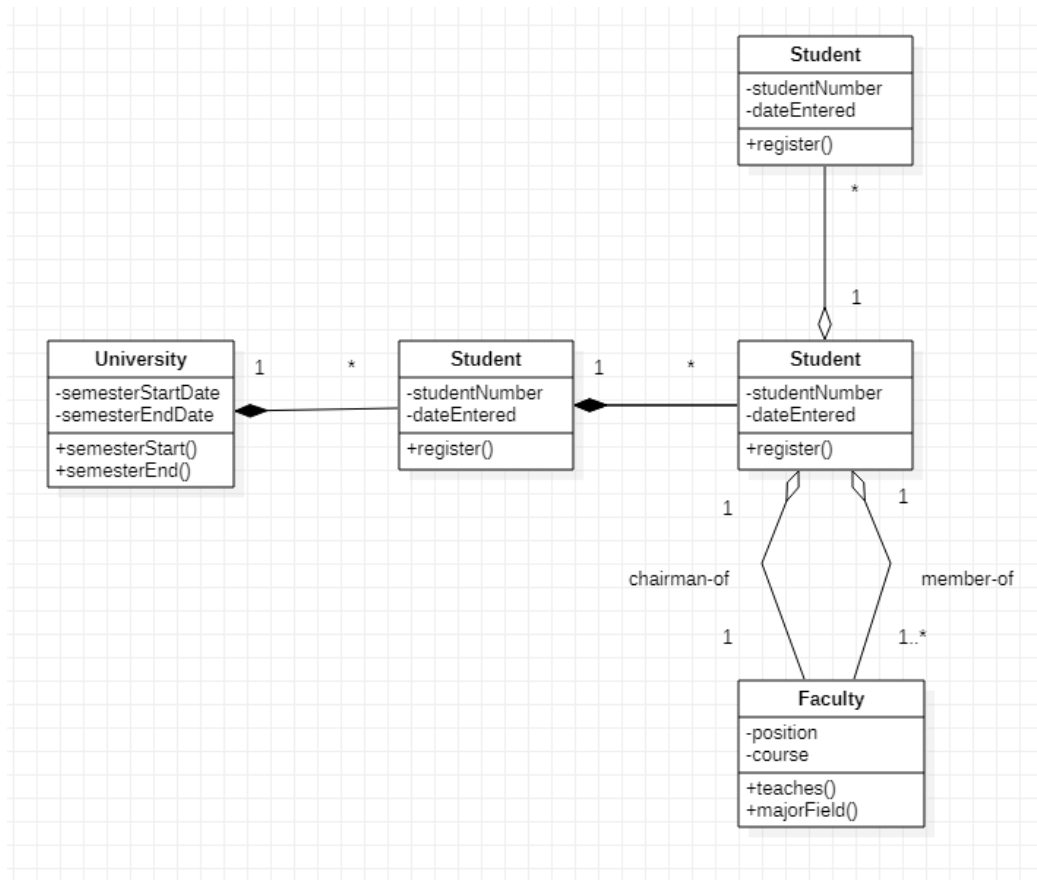 Student
-studentNumber
-dateEntered
+register()
*
1
University
-semesterStartDate
-semesterEndDate
+semesterStart()
+semesterEnd()
1
*
Student
-studentNumber
-dateEntered
+register()
1
*
Student
-studentNumber
-dateEntered
+register()
1
1
chairman-of
member-of
1
1..*
Faculty
-position
-course
+teaches()
+majorField()